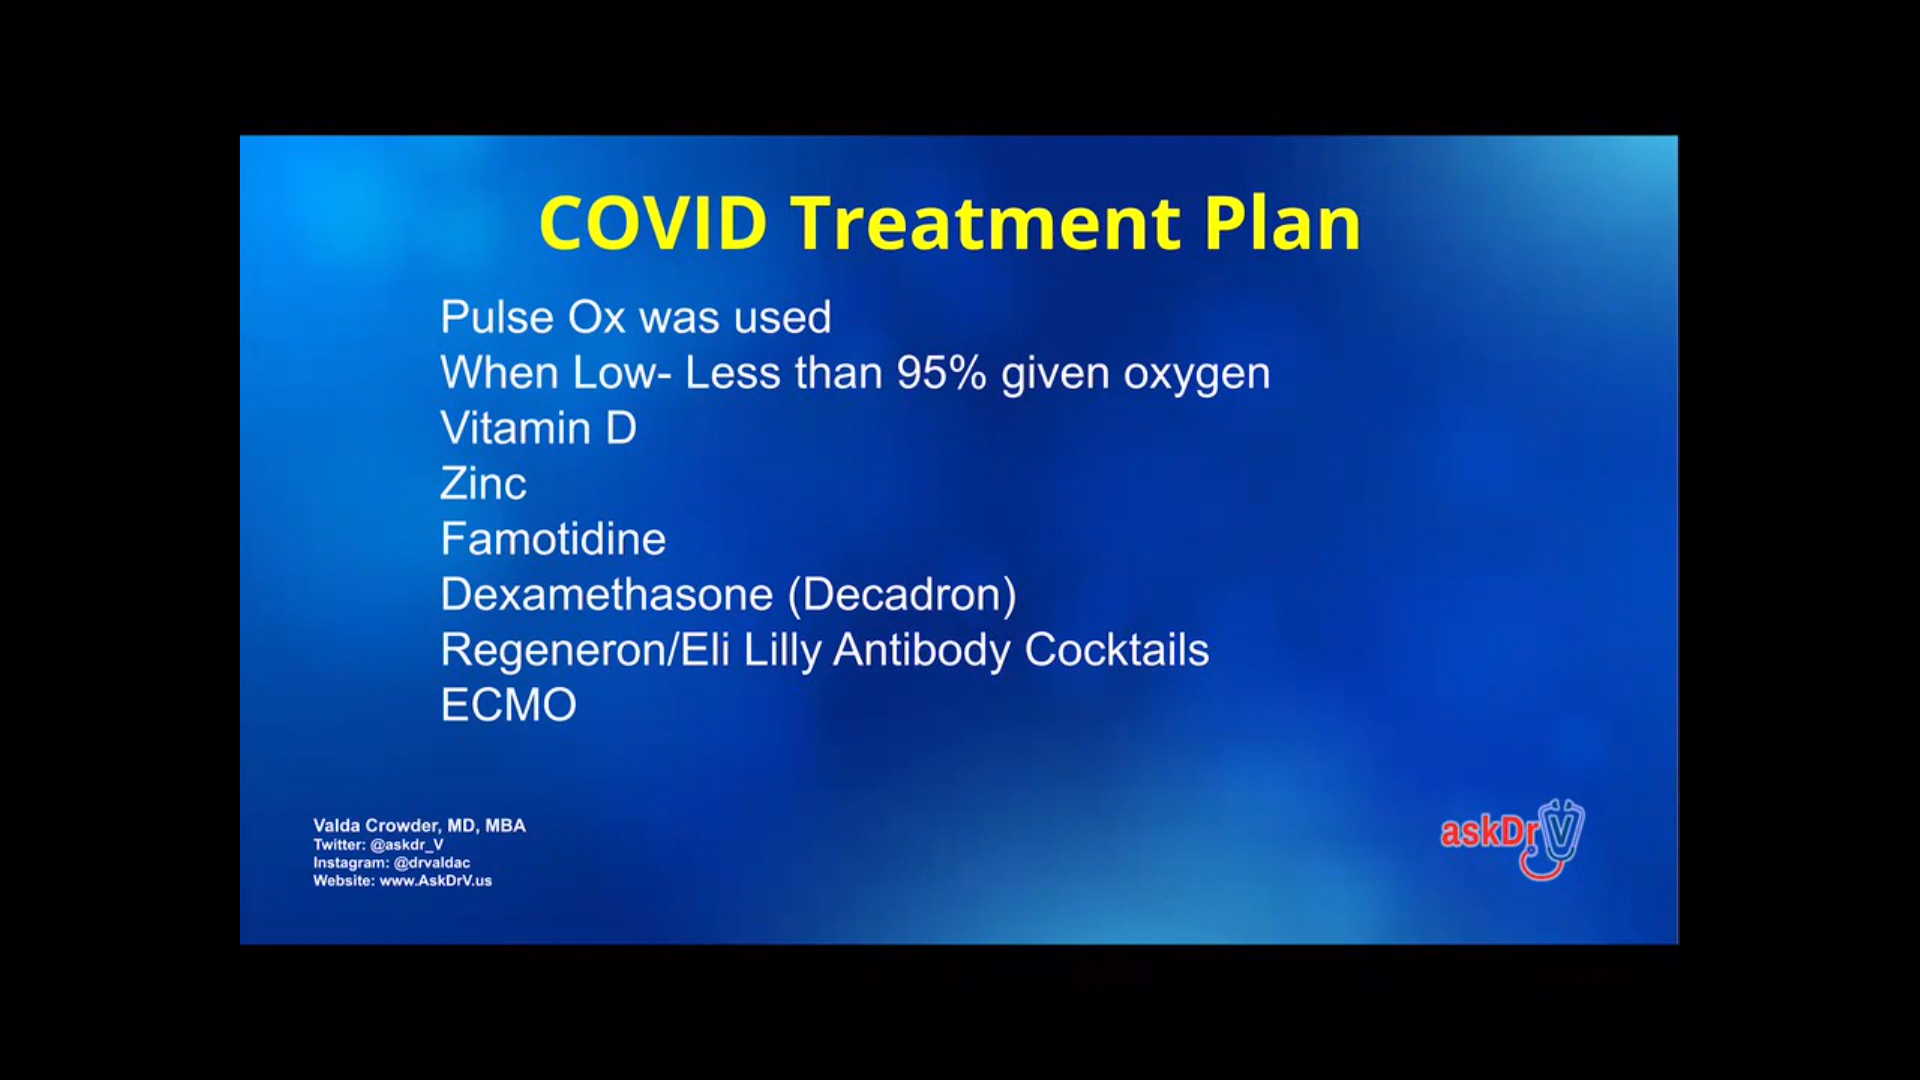 COVID Treatment Plan
Pulse Ox was used
When Low- Less than 95% given oxygen
Vitamin D
Zinc
Famotidine
Dexamethasone (Decadron)
Regeneron/Eli Lilly Antibody Cocktails
ECMO
Valda Crowder, MD, MBA
Twitter: @askdr_V
Instagram: @drvaldac
Website: www.AskDrV.us
askDrV